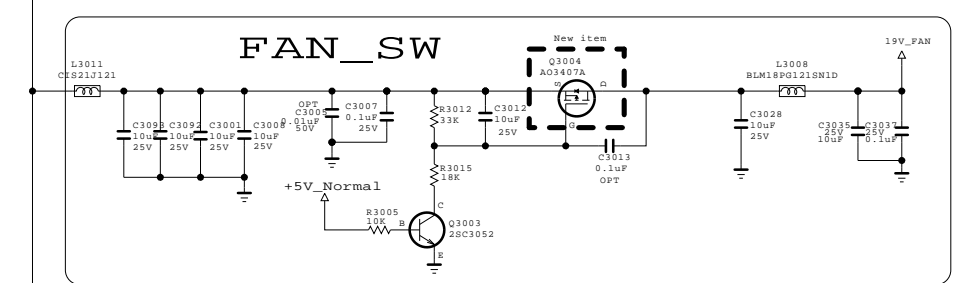 FAN_SW
New item
19V_FAN
L3011
CIS21J121
Q3004
AO3407A
S
D
G
L3008
BLM18PG121SN1D
C3093
10uF
25V
C3092
10uF
25V
C3001
10uF
25V
C3008
10uF
25V
OPT
C3005
0.01uF
50V
C3007
0.1uF
25V
R3012
33K
C3012
10uF
25V
C3013
0.1uF
OPT
C3028
10uF
25V
C3035
25V
10uF
C3037
25V
0.1uF
R3015
18K
+5V_Normal
R3005
10K
B
C
E
Q3003
2SC3052